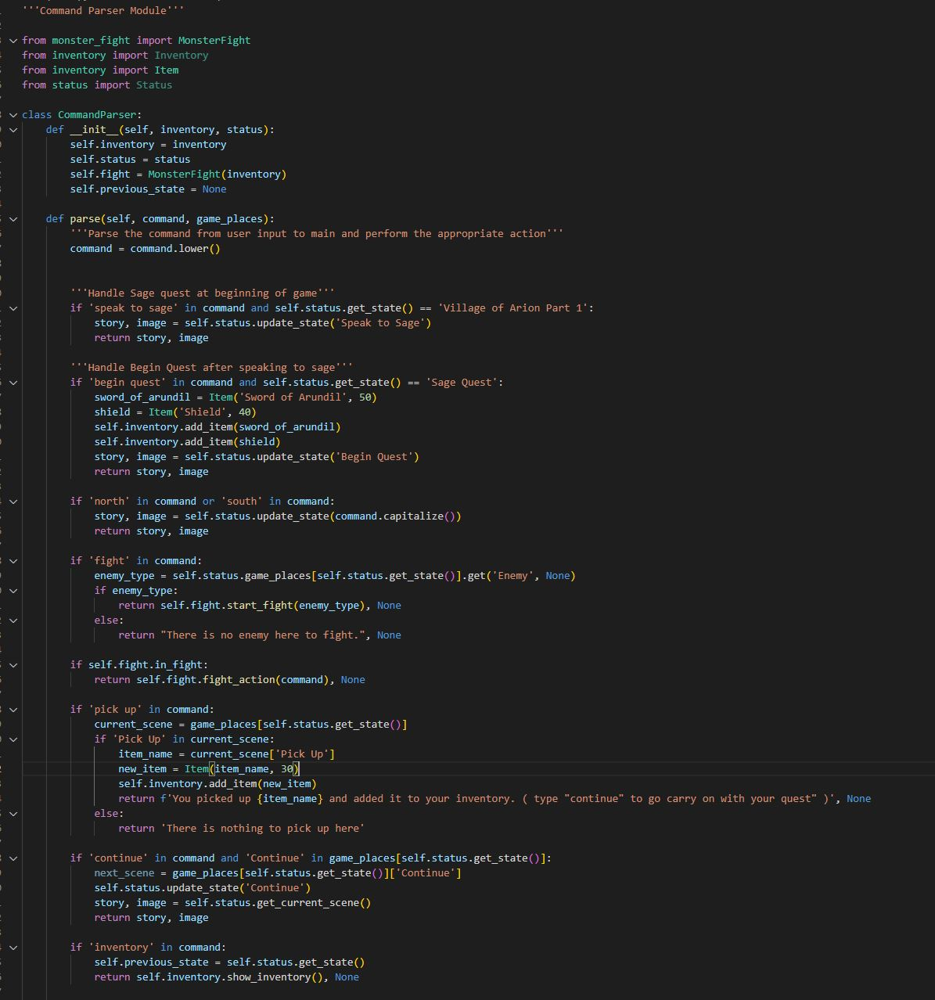 '''Command Parser Module'''
from monster_fight import MonsterFight
from inventory import Inventory
from inventory import Item
from status import Status
class CommandParser:
    def __init__(self, inventory, status):
        self.inventory = inventory
        self.status = status
        self.fight = MonsterFight(inventory)
        self.previous_state = None
    def parse(self, command, game_places):
        '''Parse the command from user input to main and perform the appropriate action'''
        command = command.lower()
        '''Handle Sage quest at beginning of game'''
        if 'speak to sage' in command and self.status.get_state() == 'Village of Arion Part 1':
            story, image = self.status.update_state('Speak to Sage')
            return story, image
        '''Handle Begin Quest after speaking to sage'''
        if 'begin quest' in command and self.status.get_state() == 'Sage Quest':
            sword_of_arundil = Item('Sword of Arundil', 50)
            shield = Item('Shield', 40)
            self.inventory.add_item(sword_of_arundil)
            self.inventory.add_item(shield)
            story, image = self.status.update_state('Begin Quest')
            return story, image
        if 'north' in command or 'south' in command:
            story, image = self.status.update_state(command.capitalize())
            return story, image
        if 'fight' in command:
            enemy_type = self.status.game_places[self.status.get_state()].get('Enemy', None)
            if enemy_type:
                return self.fight.start_fight(enemy_type), None
            else:
                return "There is no enemy here to fight.", None
        if self.fight.in_fight:
            return self.fight.fight_action(command), None
        if 'pick up' in command:
            current_scene = game_places[self.status.get_state()]
            if 'Pick Up' in current_scene:
                item_name = current_scene['Pick Up']
                new_item = Item(item_name, 30)
                self.inventory.add_item(new_item)
                return f'You picked up {item_name} and added it to your inventory. ( type "continue" to go carry on with your quest" )', None
            else:
                return 'There is nothing to pick up here'
        if 'continue' in command and 'Continue' in game_places[self.status.get_state()]:
            next_scene = game_places[self.status.get_state()]['Continue']
            self.status.update_state('Continue')
            story, image = self.status.get_current_scene()
            return story, image
        if 'inventory' in command:
            self.previous_state = self.status.get_state()
            return self.inventory.show_inventory(), None